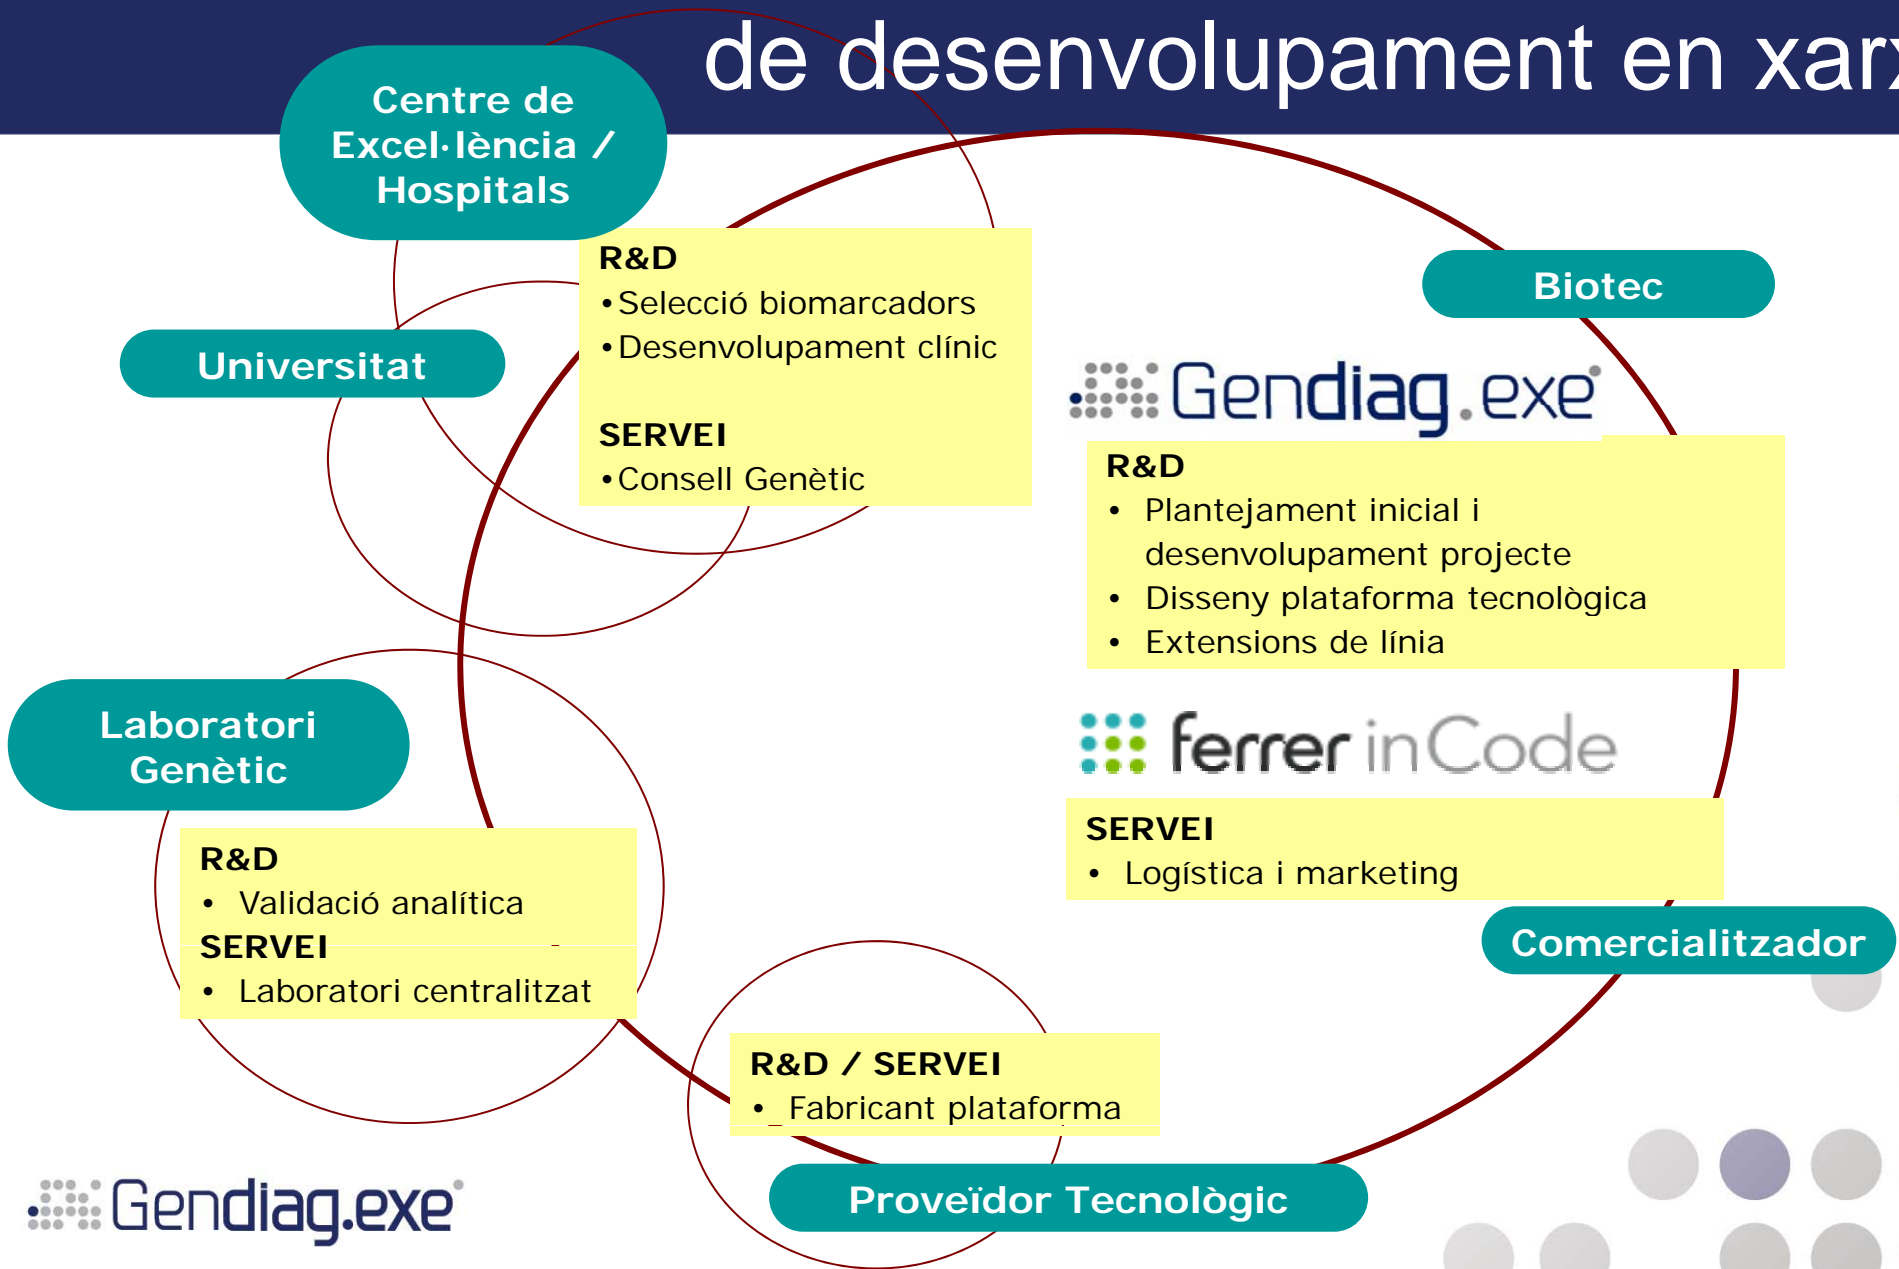 de desenvolupament en
Centre de
Excel·lència /
Hospitals
R&D
•Selecció biomarcadors
•Desenvolupament clínic
SERVEI
•Consell Genètic
Universitat
Biotec
Gendiag.exe
R&D
• Plantejament inicial i
desenvolupament projecte
• Disseny plataforma tecnològica
• Extensions de línia
ferrer inCode
SERVEI
• Logística i marketing
Comercialitzador
Laboratori
Genètic
R&D
• Validació analítica
SERVEI
• Laboratori centralitzat
R&D / SERVEI
•_Fabricant plataforma
Proveïdor Tecnològic
Gendiag.exe